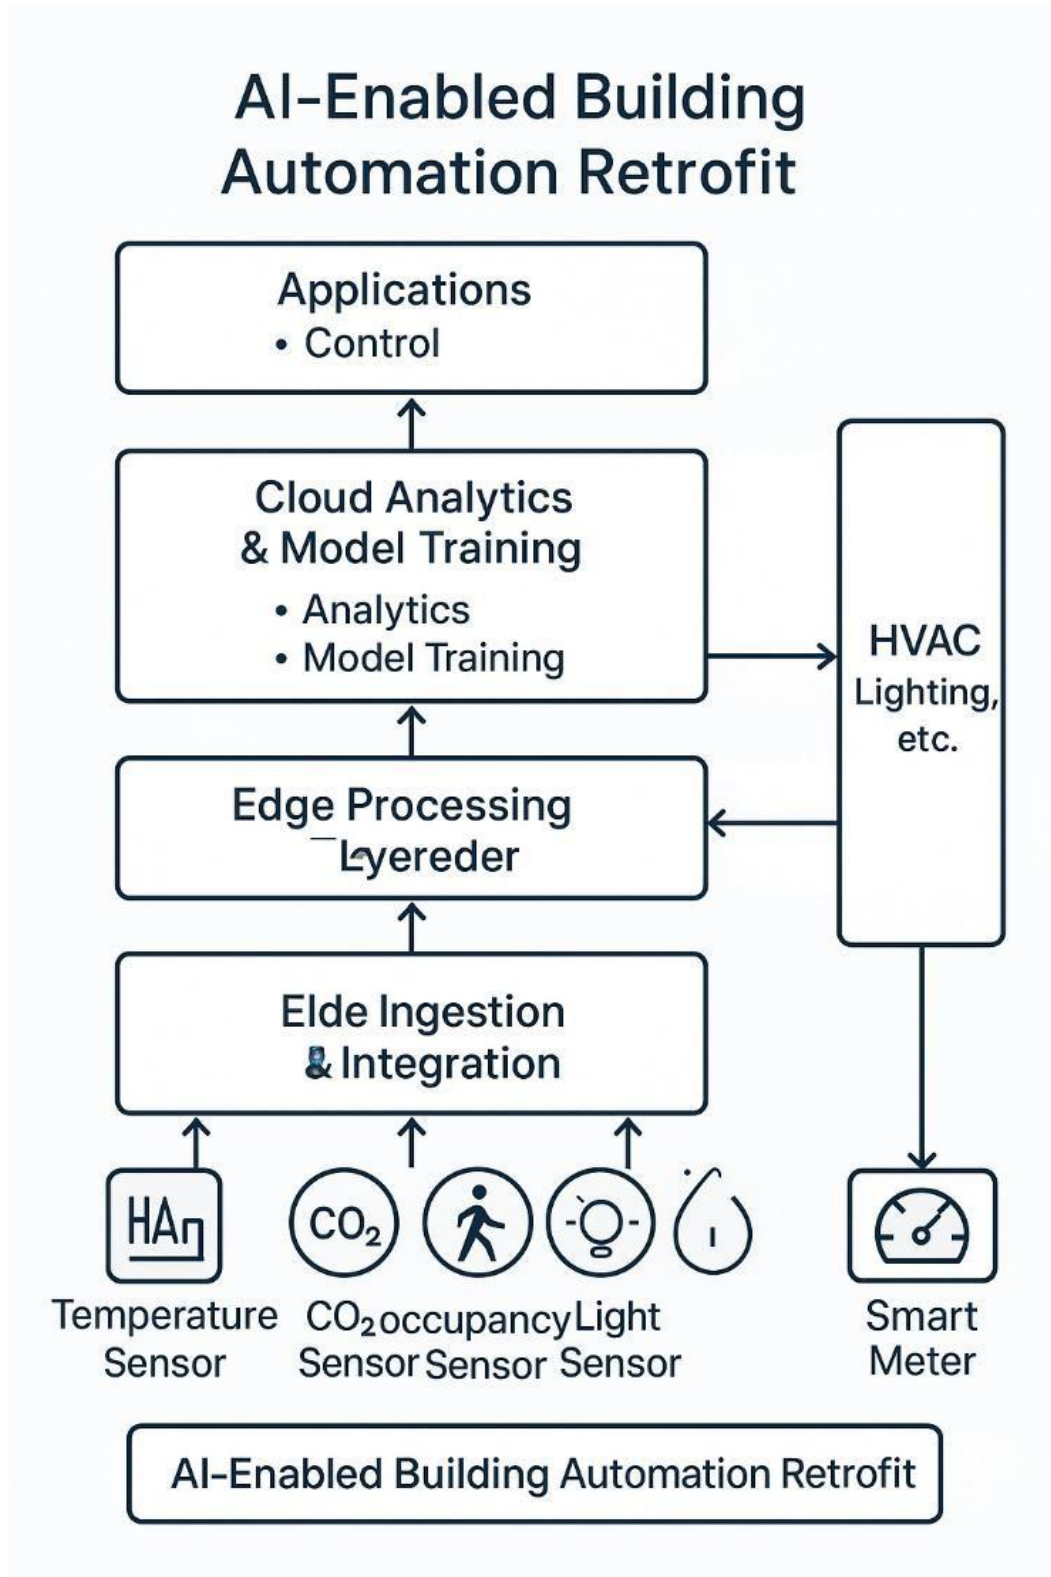 AI-Enabled Building
Automation Retrofit
Applications
• Control
Cloud Analytics
& Model Training
• Analytics
• Model Training
HVAC
Lighting,
etc.
Edge Processing
Lyereder
Elde Ingestion
& Integration
CO₂
Temperature
Sensor
CO₂
Sensor
occupancy
Sensor
Light
Sensor
Smart
Meter
AI-Enabled Building Automation Retrofit